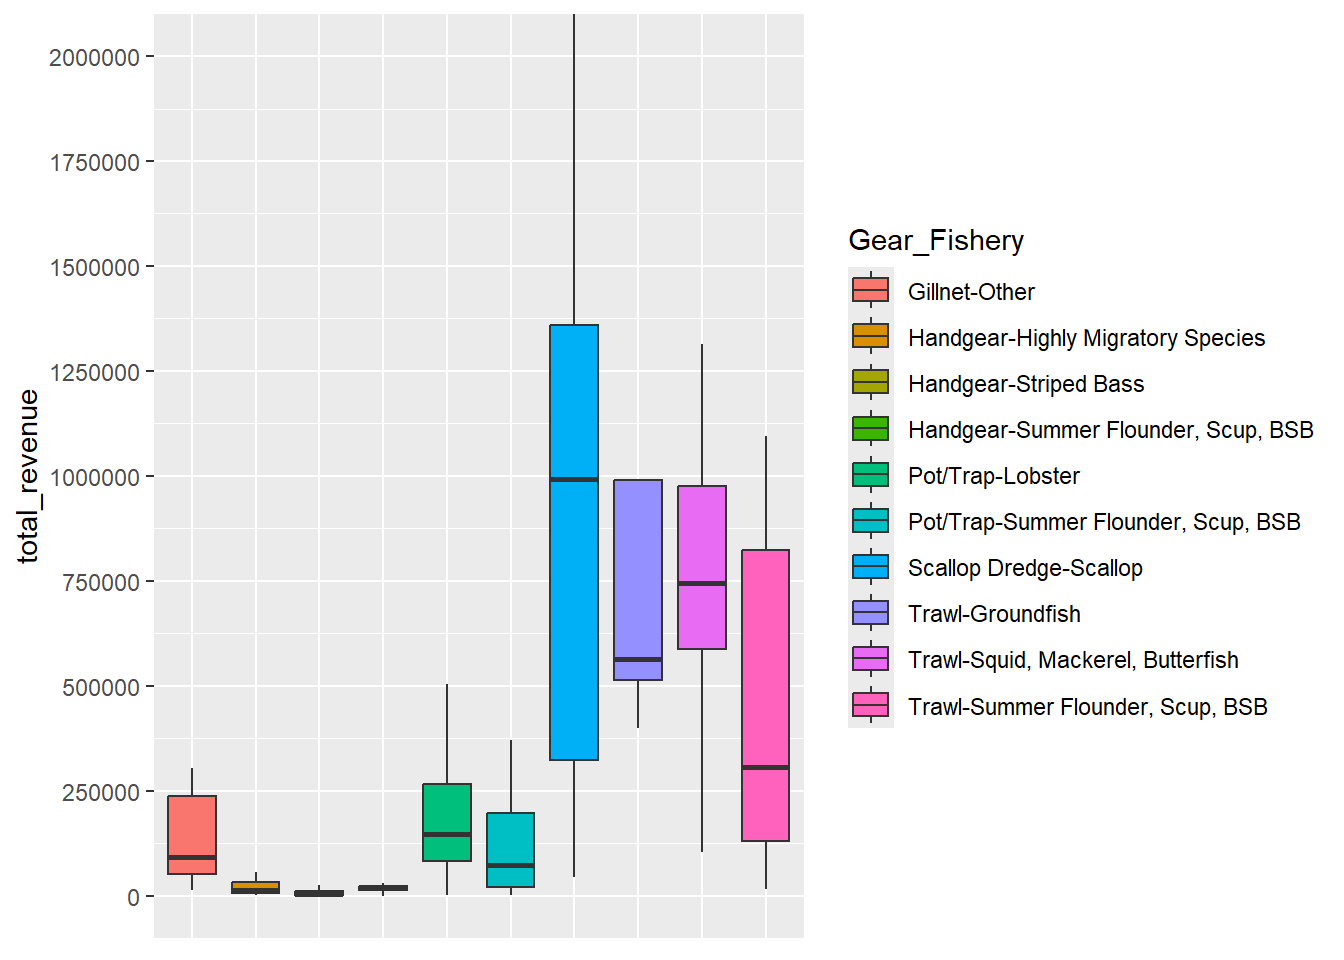 total_revenue
2000000
1750000
1500000
1250000
1000000
750000
500000
250000
0
Gear_Fishery
Gillnet-Other
Handgear-Highly Migratory Species
Handgear-Striped Bass
Handgear-Summer Flounder, Scup, BSB
Pot/Trap-Lobster
Pot/Trap-Summer Flounder, Scup, BSB
Scallop Dredge-Scallop
Trawl-Groundfish
Trawl-Squid, Mackerel, Butterfish
Trawl-Summer Flounder, Scup, BSB